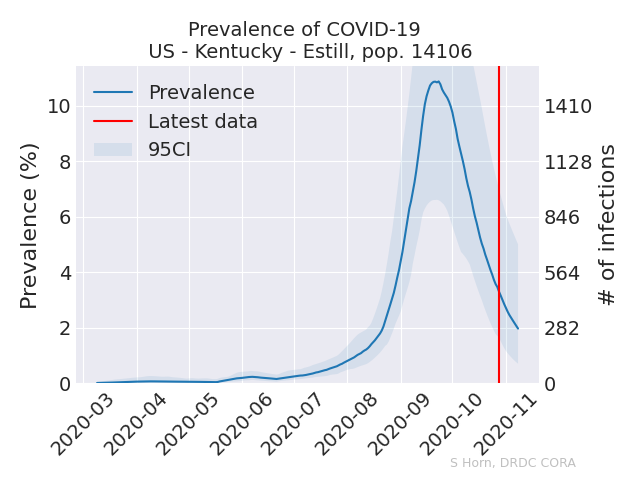 Prevalence of COVID-19
US - Kentucky - Estill, pop. 14106
Prevalence
Latest data
95CI
Prevalence (%)
10
8
6
4
2
0
1410
1128
846
564
282
0
# of infections
2020-03
2020-04
2020-05
2020-06
2020-07
2020-08
2020-09
2020-10
2020-11
S Horn, DRDC CORA